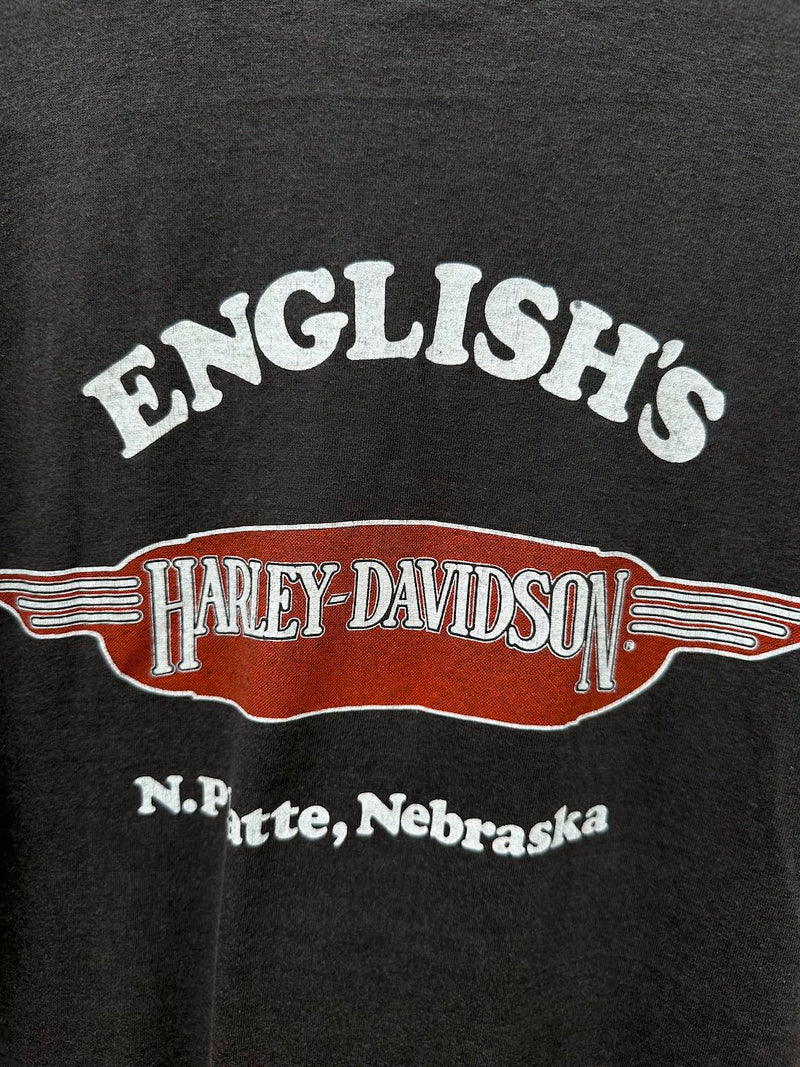 ENGLISH'S
HARLEY-DAVIDSON®
N.Platte, Nebraska